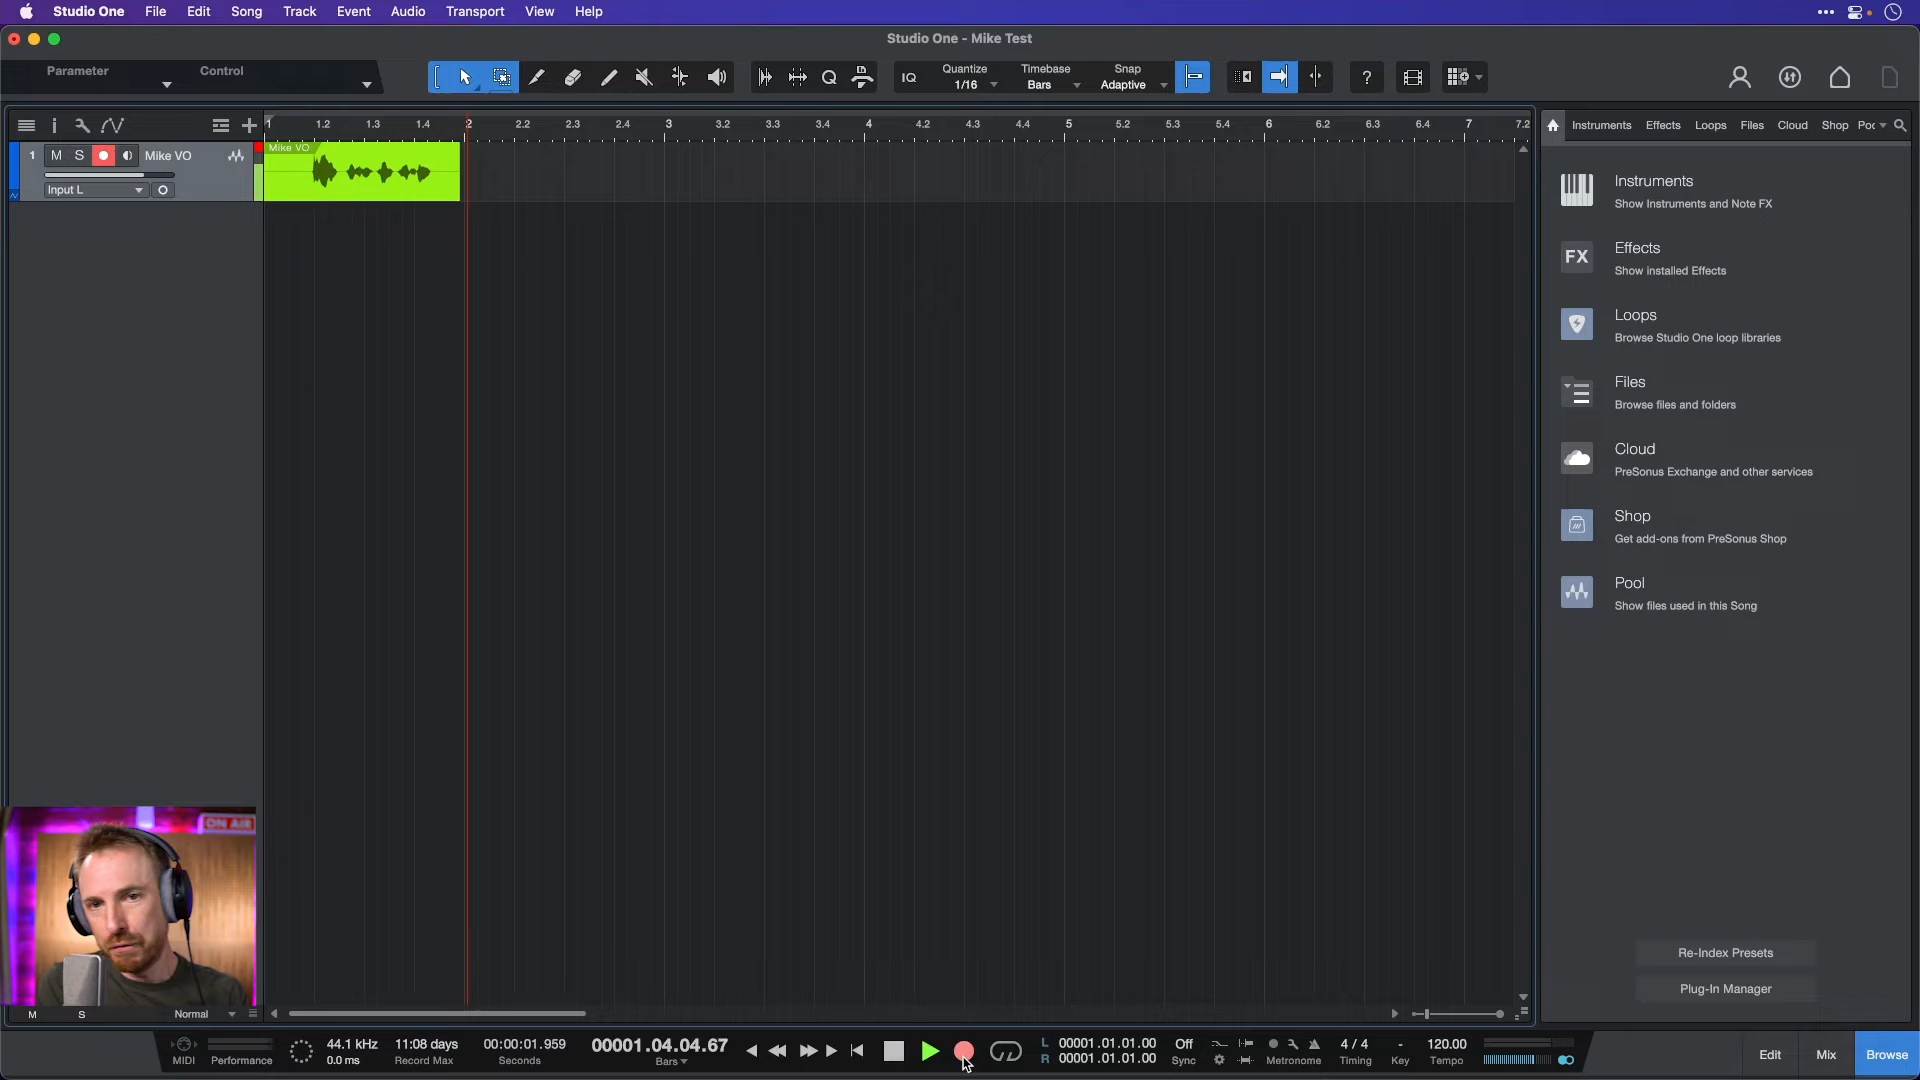 Studio One File Edit Song Track Event Audio Transport View Help
Studio One - Mike Test
Parameter Control
IQ Quantize 1/16 Timebase Bars Snap Adaptive ?
1 1.2 1.3 1.4 2 2.2 2.3 2.4 3 3.2 3.3 3.4 4 4.2 4.3 4.4 5 5.2 5.3 5.4 6 6.2 6.3 6.4 7 7.2
Instruments Effects Loops Files Cloud Shop Poc
1 M S Mike VO
Mike VO
Input L
Instruments
Show Instruments and Note FX
FX
Effects
Show installed Effects
Loops
Browse Studio One loop libraries
Files
Browse files and folders
Cloud
PreSonus Exchange and other services
Shop
Get add-ons from PreSonus Shop
Pool
Show files used in this Song
ON AIR
Re-Index Presets
Plug-In Manager
M S Normal
MIDI Performance
44.1 kHz
0.0 ms
11:08 days
Record Max
00:00:01.959
Seconds
00001.04.04.67
Bars
L 00001.01.01.00
R 00001.01.01.00
Off
Sync
Metronome
4 / 4
Timing
-
Key
120.00
Tempo
Edit Mix Browse